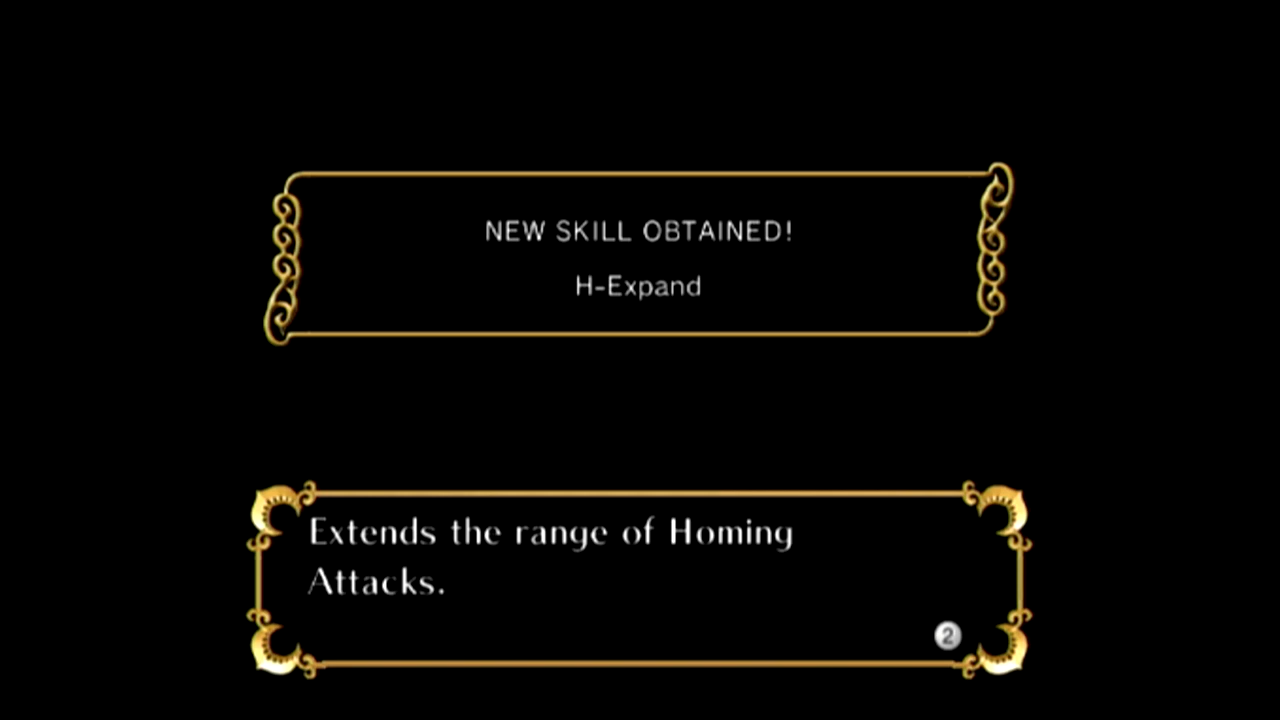 NEW SKILL OBTAINED!
H-Expand
Extends the range of Homing
Attacks.
2